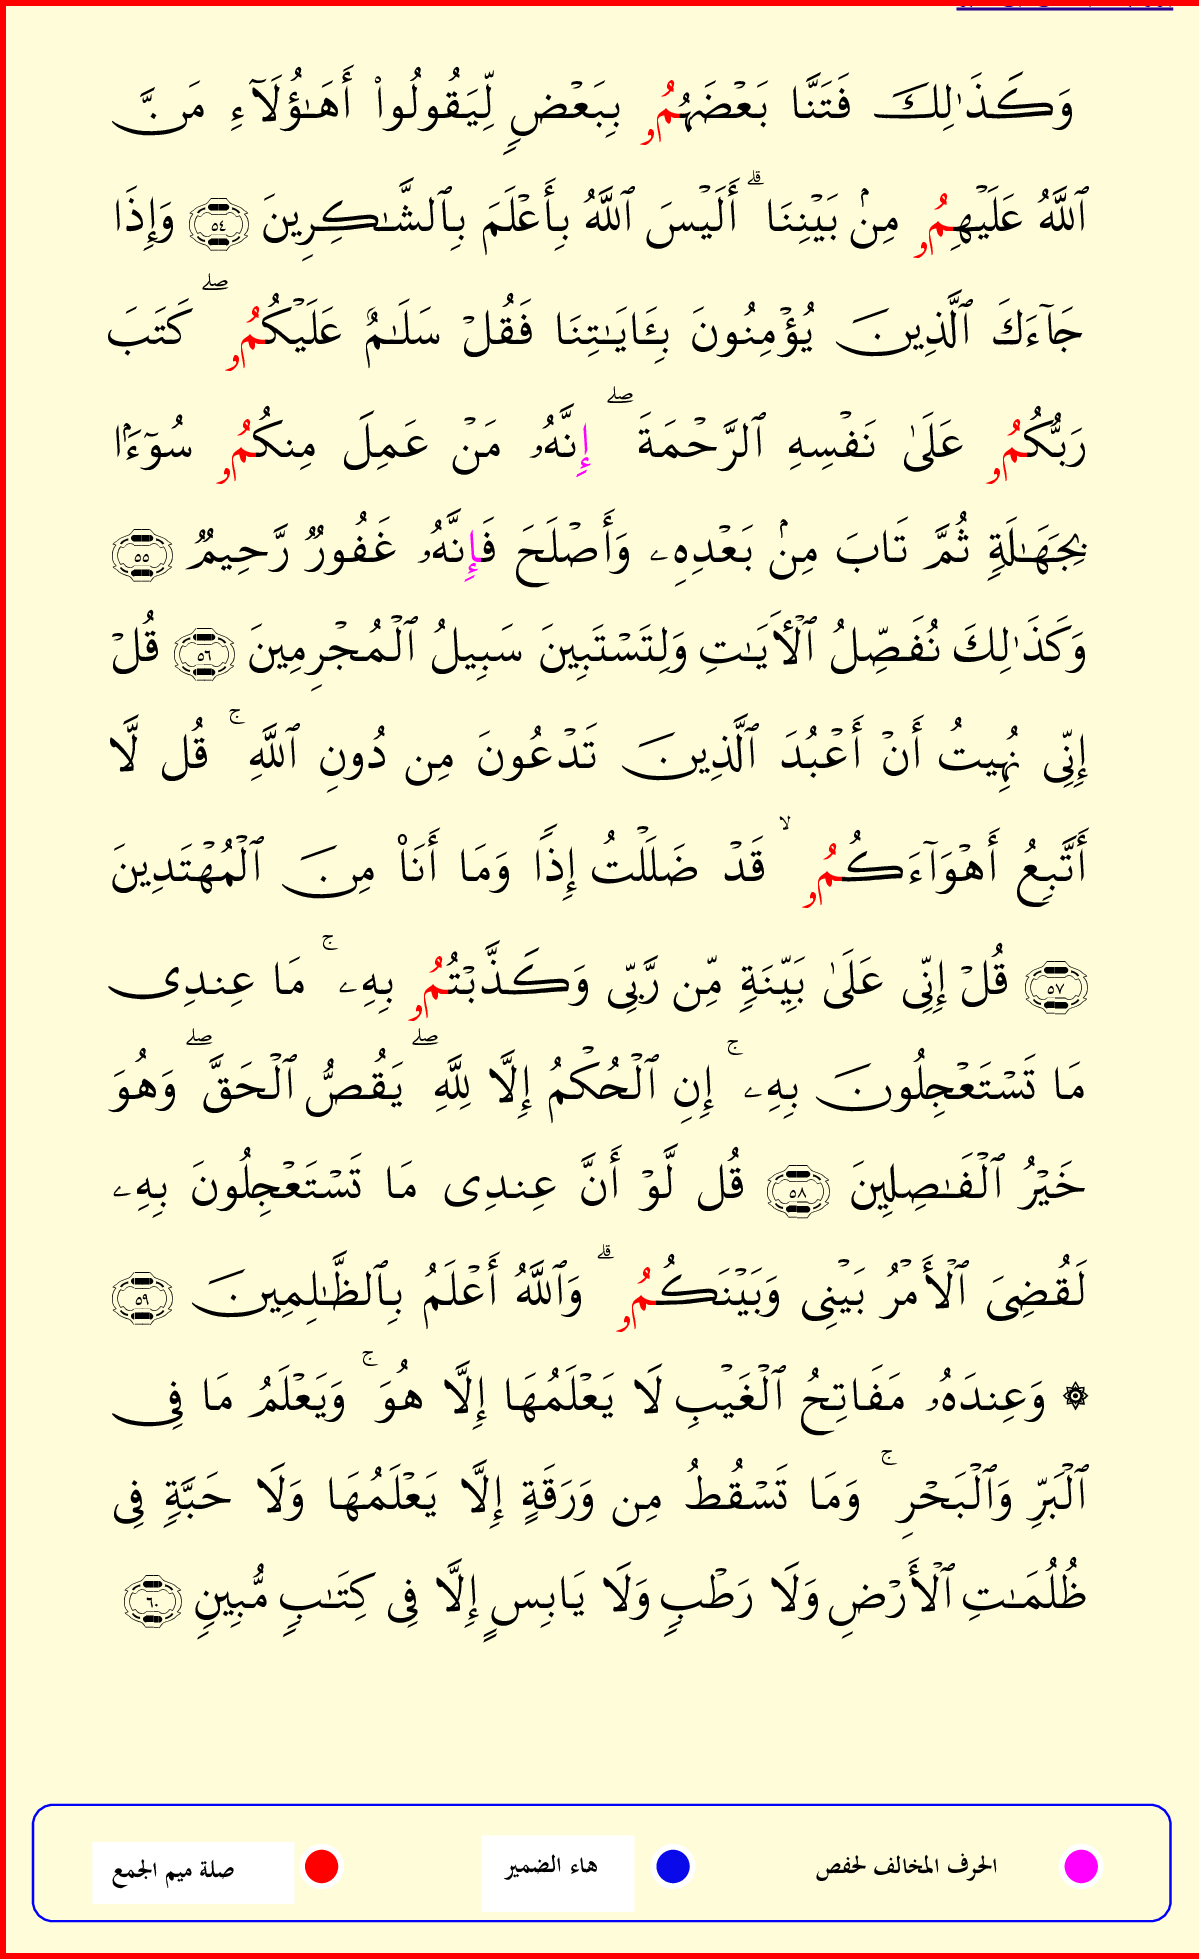 وَكَذَٰلِكَ فَتَنَّا بَعْضَهُمُۥ بِبَعْضٍ لِّيَقُولُوا۟ أَهَـٰٓؤُلَآءِ مَنَّ
ٱللَّهُ عَلَيْهِمُۥ مِنۢ بَيْنِنَا ۗ أَلَيْسَ ٱللَّهُ بِأَعْلَمَ بِٱلشَّـٰكِرِينَ ٥٤ وَإِذَا
جَآءَكَ ٱلَّذِينَ يُؤْمِنُونَ بِـَٔايَـٰتِنَا فَقُلْ سَلَـٰمٌ عَلَيْكُمُۥ ۖ كَتَبَ
رَبُّكُمُۥ عَلَىٰ نَفْسِهِ ٱلرَّحْمَةَ ۖ إِنَّهُۥ مَنْ عَمِلَ مِنكُمُۥ سُوٓءًۢا
بِجَهَـٰلَةٍ ثُمَّ تَابَ مِنۢ بَعْدِهِۦ وَأَصْلَحَ فَإِنَّهُۥ غَفُورٌ رَّحِيمٌ ٥٥
وَكَذَٰلِكَ نُفَصِّلُ ٱلْأَيَـٰتِ وَلِتَسْتَبِينَ سَبِيلُ ٱلْمُجْرِمِينَ ٥٦ قُلْ
إِنِّى نُهِيتُ أَنْ أَعْبُدَ ٱلَّذِينَ تَدْعُونَ مِن دُونِ ٱللَّهِ ۚ قُل لَّا
أَتَّبِعُ أَهْوَآءَكُمُۥ ۙ قَدْ ضَلَلْتُ إِذًا وَمَا أَنَا۠ مِنَ ٱلْمُهْتَدِينَ
٥٧ قُلْ إِنِّى عَلَىٰ بَيِّنَةٍ مِّن رَّبِّى وَكَذَّبْتُمُۥ بِهِۦ ۚ مَا عِندِى
مَا تَسْتَعْجِلُونَ بِهِۦ ۚ إِنِ ٱلْحُكْمُ إِلَّا لِلَّهِ ۖ يَقُصُّ ٱلْحَقَّ ۖ وَهُوَ
خَيْرُ ٱلْفَـٰصِلِينَ ٥٨ قُل لَّوْ أَنَّ عِندِى مَا تَسْتَعْجِلُونَ بِهِۦ
لَقُضِىَ ٱلْأَمْرُ بَيْنِى وَبَيْنَكُمُۥ ۗ وَٱللَّهُ أَعْلَمُ بِٱلظَّـٰلِمِينَ ٥٩
۞ وَعِندَهُۥ مَفَاتِحُ ٱلْغَيْبِ لَا يَعْلَمُهَا إِلَّا هُوَ ۚ وَيَعْلَمُ مَا فِى
ٱلْبَرِّ وَٱلْبَحْرِ ۚ وَمَا تَسْقُطُ مِن وَرَقَةٍ إِلَّا يَعْلَمُهَا وَلَا حَبَّةٍ فِى
ظُلُمَـٰتِ ٱلْأَرْضِ وَلَا رَطْبٍ وَلَا يَابِسٍ إِلَّا فِى كِتَـٰبٍ مُّبِينٍ ٦٠
الحرف المخالف لحفص هاء الضمير صلة ميم الجمع